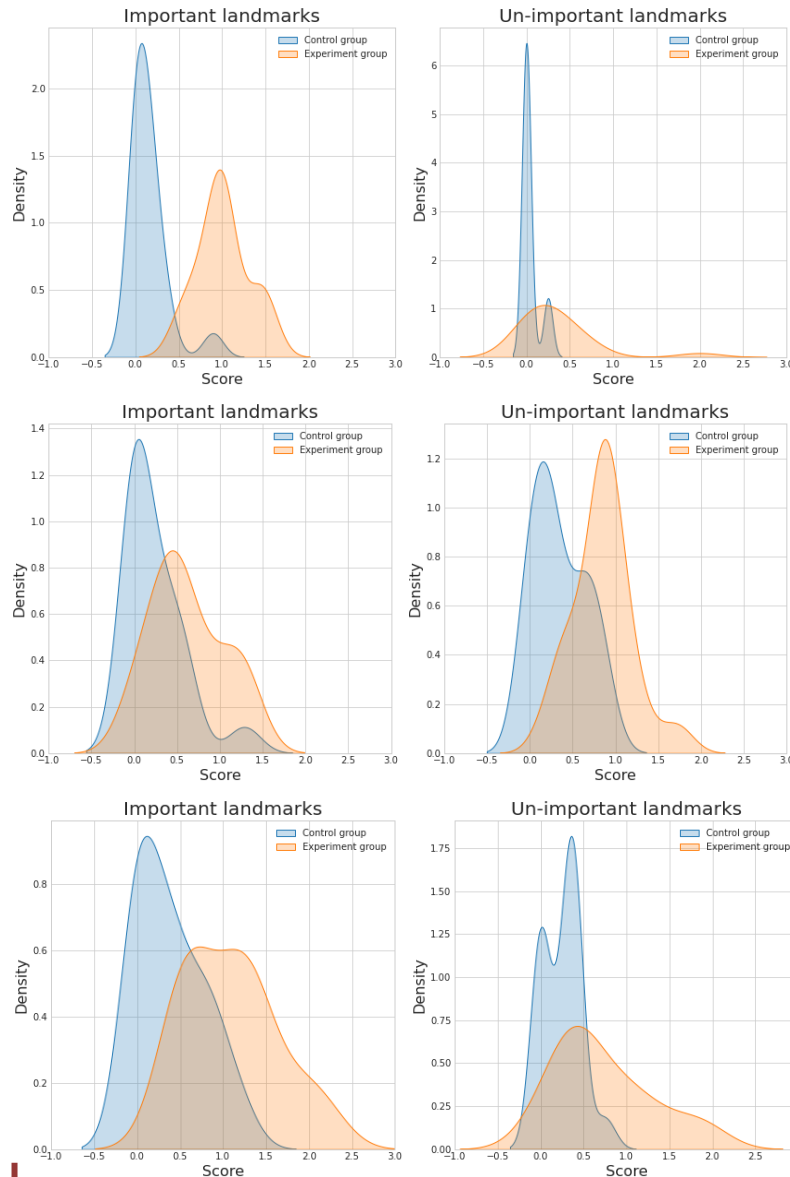 Important landmarks
Control group
Experiment group
2.0
1.5
1.0
0.5
0.0
Density
−1.0 −0.5 0.0 0.5 1.0 1.5 2.0 2.5 3.0
Score
Un-important landmarks
Control group
Experiment group
6
5
4
3
2
1
0
Density
−1.0 −0.5 0.0 0.5 1.0 1.5 2.0 2.5 3.0
Score
Important landmarks
Control group
Experiment group
1.4
1.2
1.0
0.8
0.6
0.4
0.2
0.0
Density
−1.0 −0.5 0.0 0.5 1.0 1.5 2.0 2.5 3.0
Score
Un-important landmarks
Control group
Experiment group
1.2
1.0
0.8
0.6
0.4
0.2
0.0
Density
−1.0 −0.5 0.0 0.5 1.0 1.5 2.0 2.5 3.0
Score
Important landmarks
Control group
Experiment group
0.8
0.6
0.4
0.2
0.0
Density
−1.0 −0.5 0.0 0.5 1.0 1.5 2.0 2.5 3.0
Score
Un-important landmarks
Control group
Experiment group
1.75
1.50
1.25
1.00
0.75
0.50
0.25
0.00
Density
−1.0 −0.5 0.0 0.5 1.0 1.5 2.0 2.5
Score